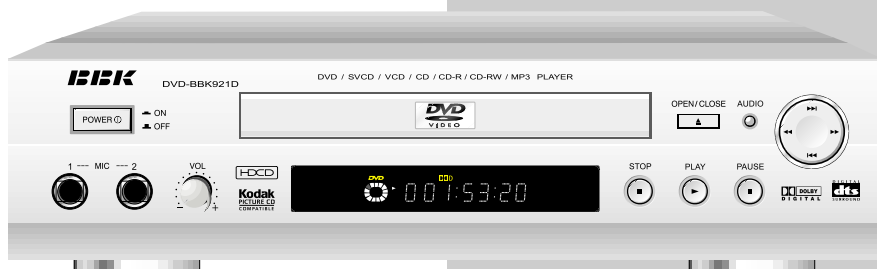 BBK
DVD-BBK921D
DVD / SVCD / VCD / CD / CD-R / CD-RW / MP3 PLAYER
POWER
ON
OFF
DVD
VIDEO
OPEN/CLOSE
AUDIO
1 --- MIC --- 2
VOL
- +
HDCD
Kodak
PICTURE CD
COMPATIBLE
DVD
D
001:53:20
STOP
PLAY
PAUSE
DOLBY
DIGITAL
DIGITAL
dts
SURROUND